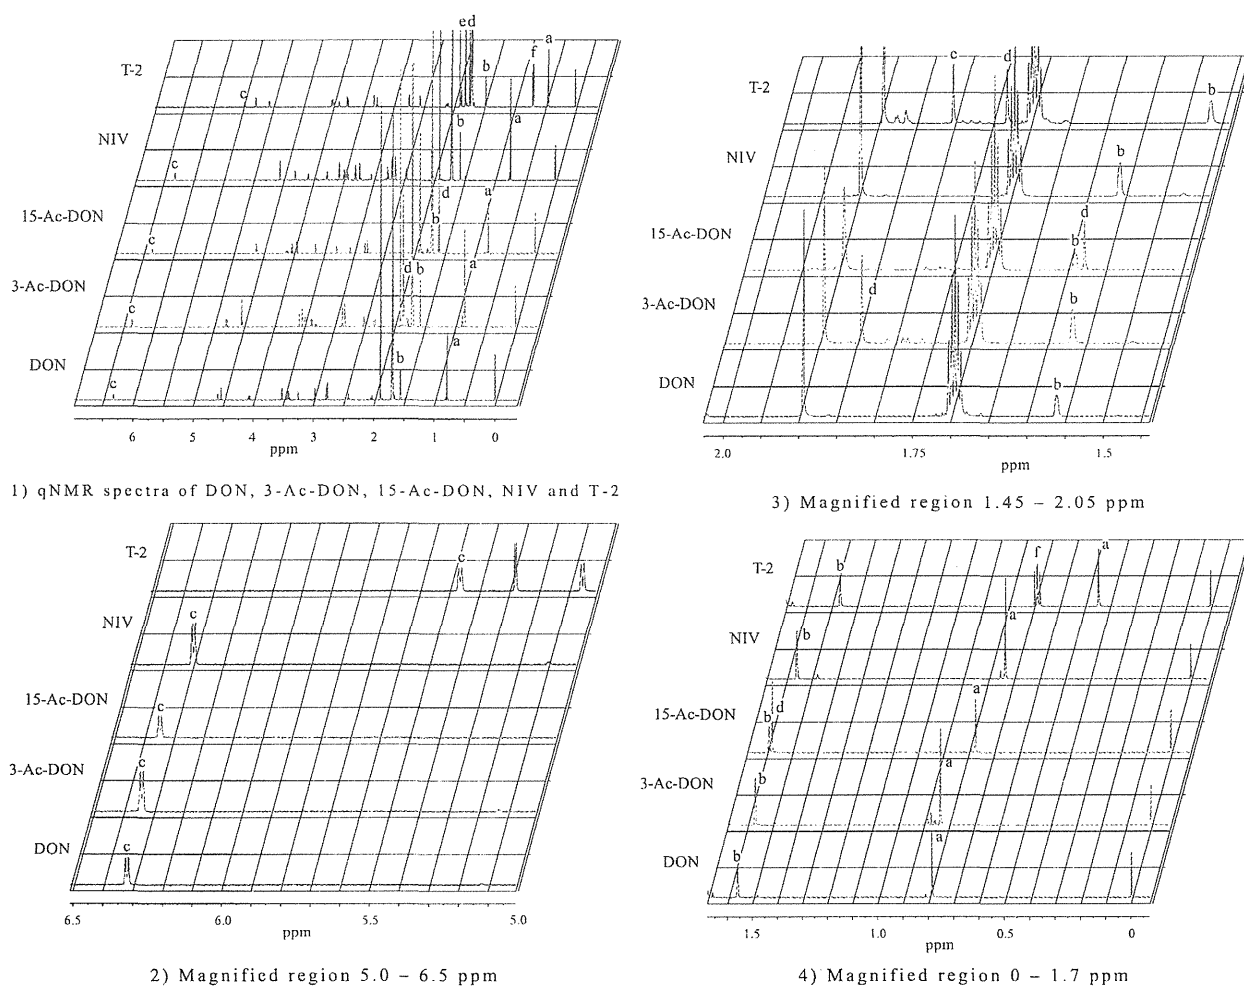 ed
a
f
b
T-2
c
a
b
NIV
c
a
d
b
15-Ac-DON
c
a
d b
3-Ac-DON
c
a
b
DON
c
6 5 4 3 2 1 0
ppm
1) qNMR spectra of DON, 3-Ac-DON, 15-Ac-DON, NIV and T-2
T-2
c
NIV
c
15-Ac-DON
c
3-Ac-DON
c
DON
c
6.5 6.0 5.5 5.0
ppm
2) Magnified region 5.0 – 6.5 ppm
T-2
c
d
b
NIV
b
15-Ac-DON
d
b
3-Ac-DON
d
b
DON
b
2.0 1.75 1.5
ppm
3) Magnified region 1.45 – 2.05 ppm
T-2
b
f
a
NIV
b
a
15-Ac-DON
b
d
a
3-Ac-DON
b
a
DON
b
a
1.5 1.0 0.5 0
ppm
4) Magnified region 0 – 1.7 ppm